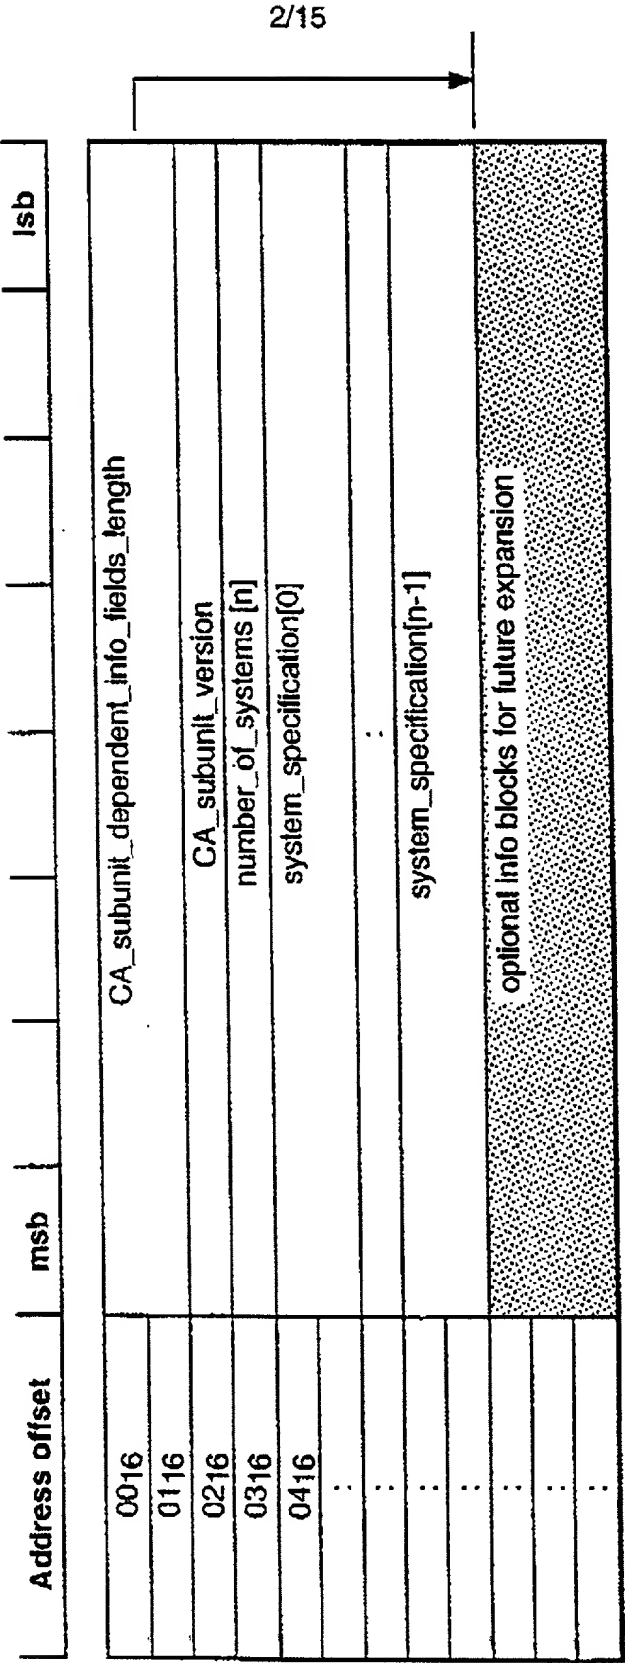 2/15
Address offset msb lsb
0016 CA_subunit_dependent_info_fields_length
0116
0216 CA_subunit_version
0316 number_of_systems [n]
0416 system_specification[0]
:
: :
: system_specification[n-1]
:
: optional info blocks for future expansion
:
: